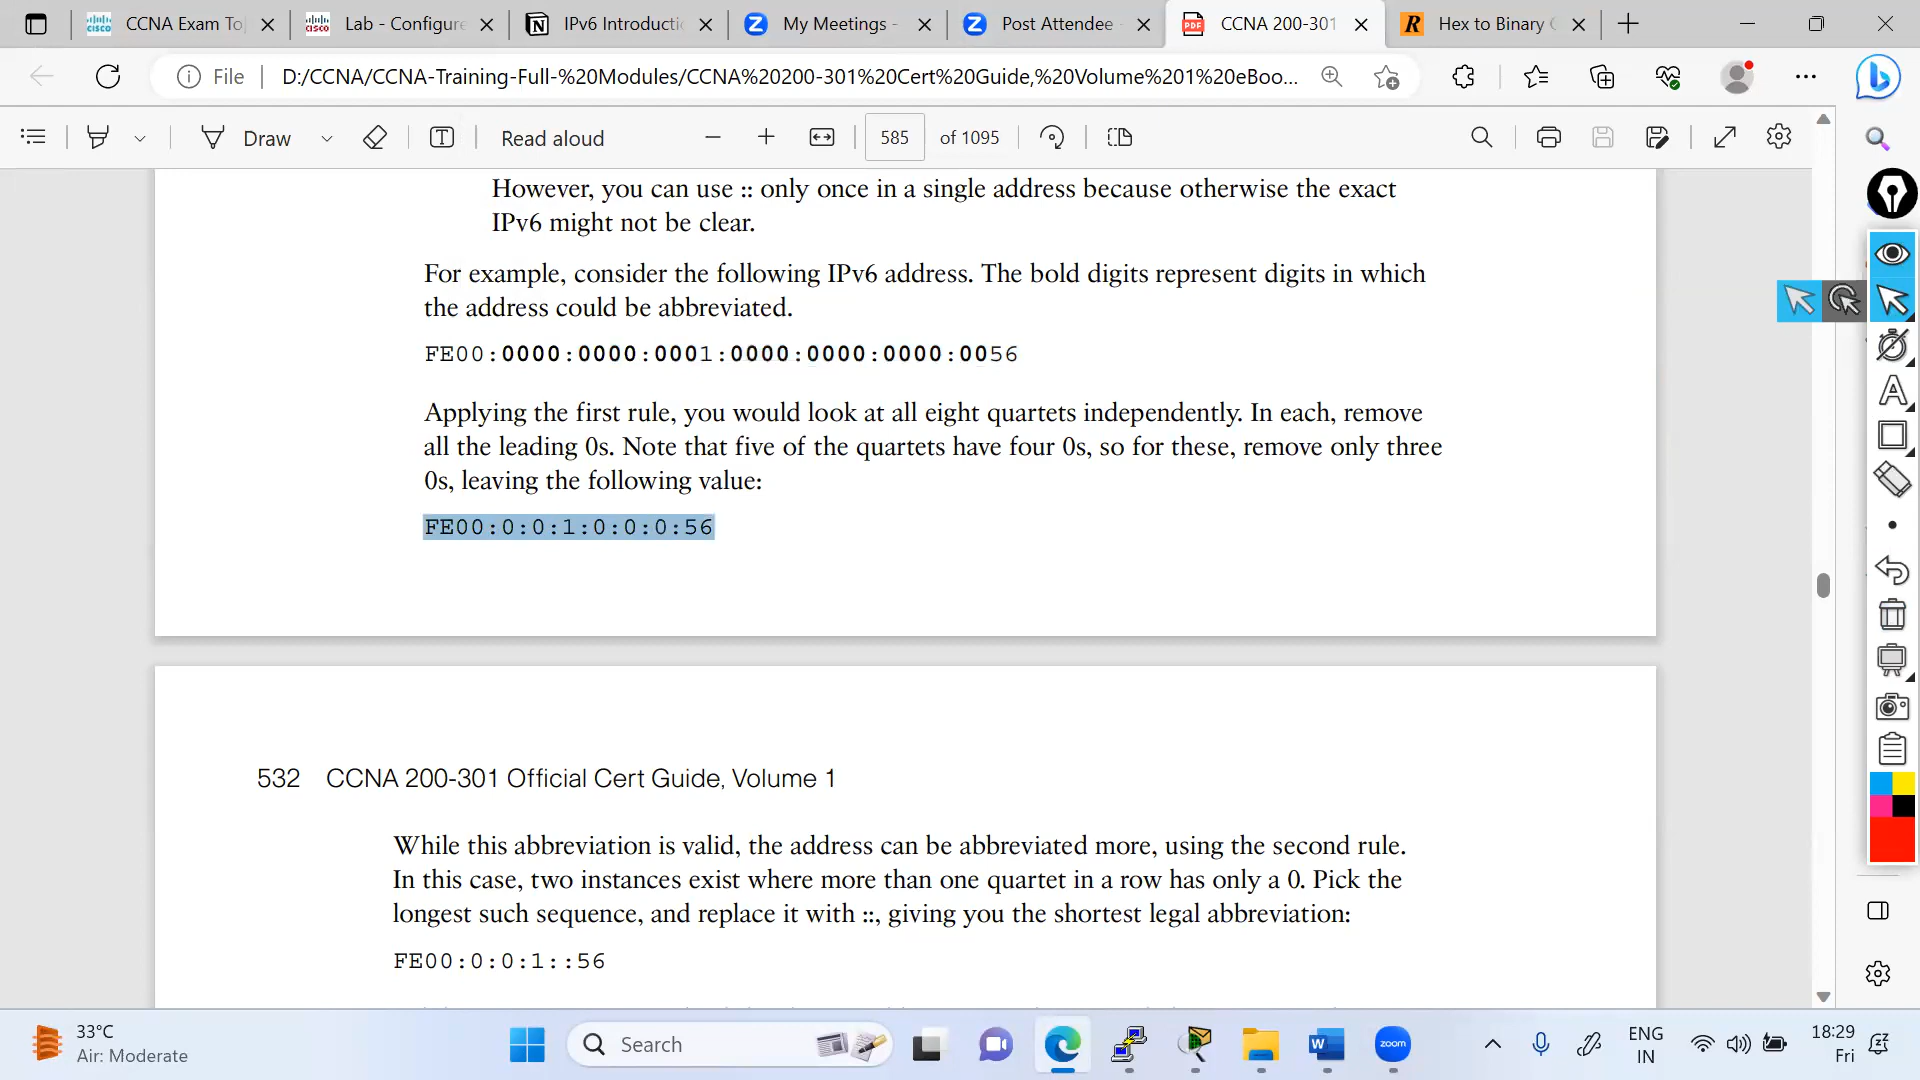 CCNA Exam To
Lab - Configure
IPv6 Introducti
My Meetings -
Post Attendee -
CCNA 200-301
Hex to Binary
File
D:/CCNA/CCNA-Training-Full-%20Modules/CCNA%20200-301%20Cert%20Guide,%20Volume%201%20eBoo...
Draw
Read aloud
585
of 1095
However, you can use :: only once in a single address because otherwise the exact
IPv6 might not be clear.
For example, consider the following IPv6 address. The bold digits represent digits in which
the address could be abbreviated.
FE00:0000:0000:0001:0000:0000:0000:0056
Applying the first rule, you would look at all eight quartets independently. In each, remove
all the leading 0s. Note that five of the quartets have four 0s, so for these, remove only three
0s, leaving the following value:
FE00:0:0:1:0:0:0:56
532 CCNA 200-301 Official Cert Guide, Volume 1
While this abbreviation is valid, the address can be abbreviated more, using the second rule.
In this case, two instances exist where more than one quartet in a row has only a 0. Pick the
longest such sequence, and replace it with ::, giving you the shortest legal abbreviation:
FE00:0:0:1::56
33°C
Air: Moderate
Search
zoom
ENG
IN
18:29
Fri